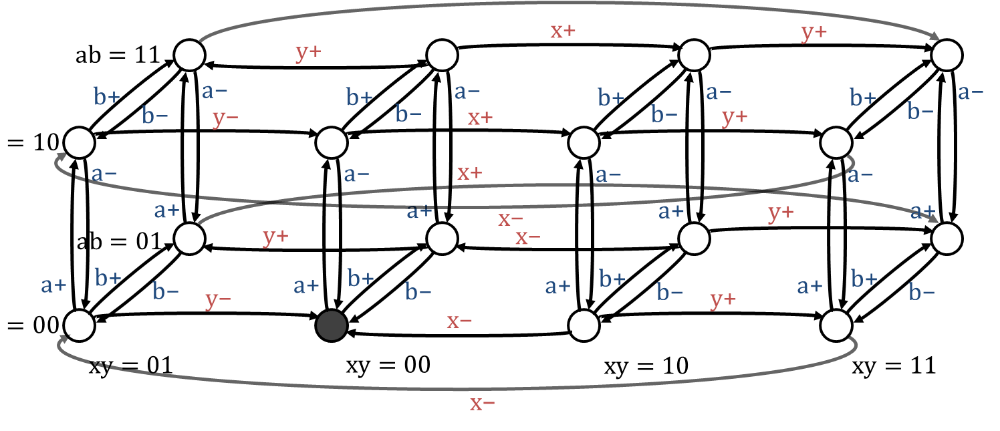 x+
y+
ab = 11
y+
b+
a−
b+
a−
b+
a−
b+
a−
b−
y−
b−
x+
b−
y+
b−
= 10
a−
a−
x+
a−
a−
a+
a+
a+
a+
x−
y+
ab = 01
y+
x−
a+
b+
b−
a+
b+
b−
a+
b+
b−
a+
b+
b−
y−
y+
= 00
x−
xy = 01
xy = 00
xy = 10
xy = 11
x−